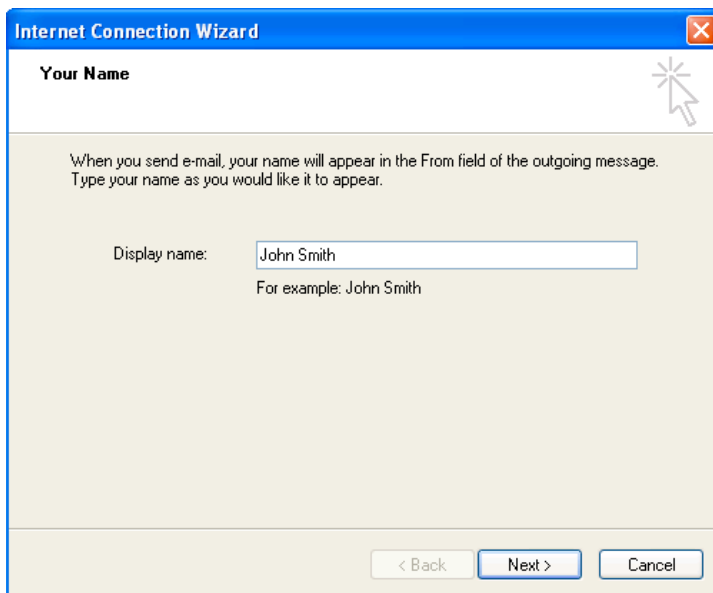 Internet Connection Wizard
Your Name
When you send e-mail, your name will appear in the From field of the outgoing message.
Type your name as you would like it to appear.
Display name: John Smith
For example: John Smith
< Back Next > Cancel